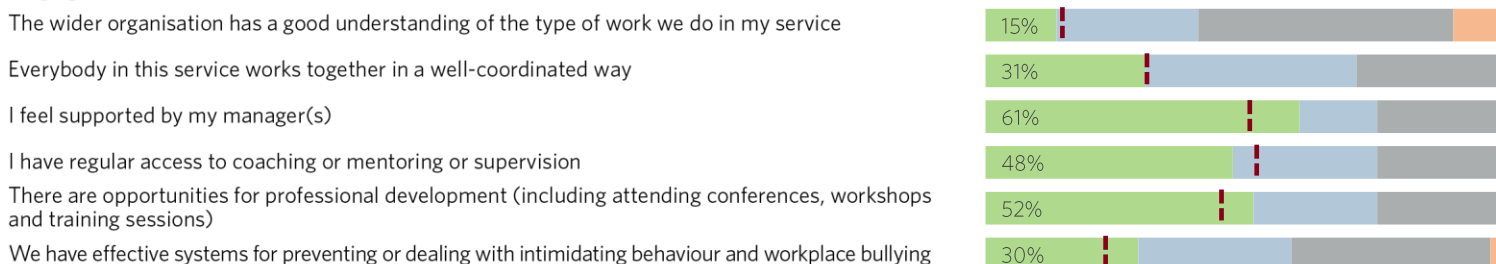 The wider organisation has a good understanding of the type of work we do in my service
15%
Everybody in this service works together in a well-coordinated way
31%
I feel supported by my manager(s)
61%
I have regular access to coaching or mentoring or supervision
48%
There are opportunities for professional development (including attending conferences, workshops
and training sessions)
52%
We have effective systems for preventing or dealing with intimidating behaviour and workplace bullying
30%